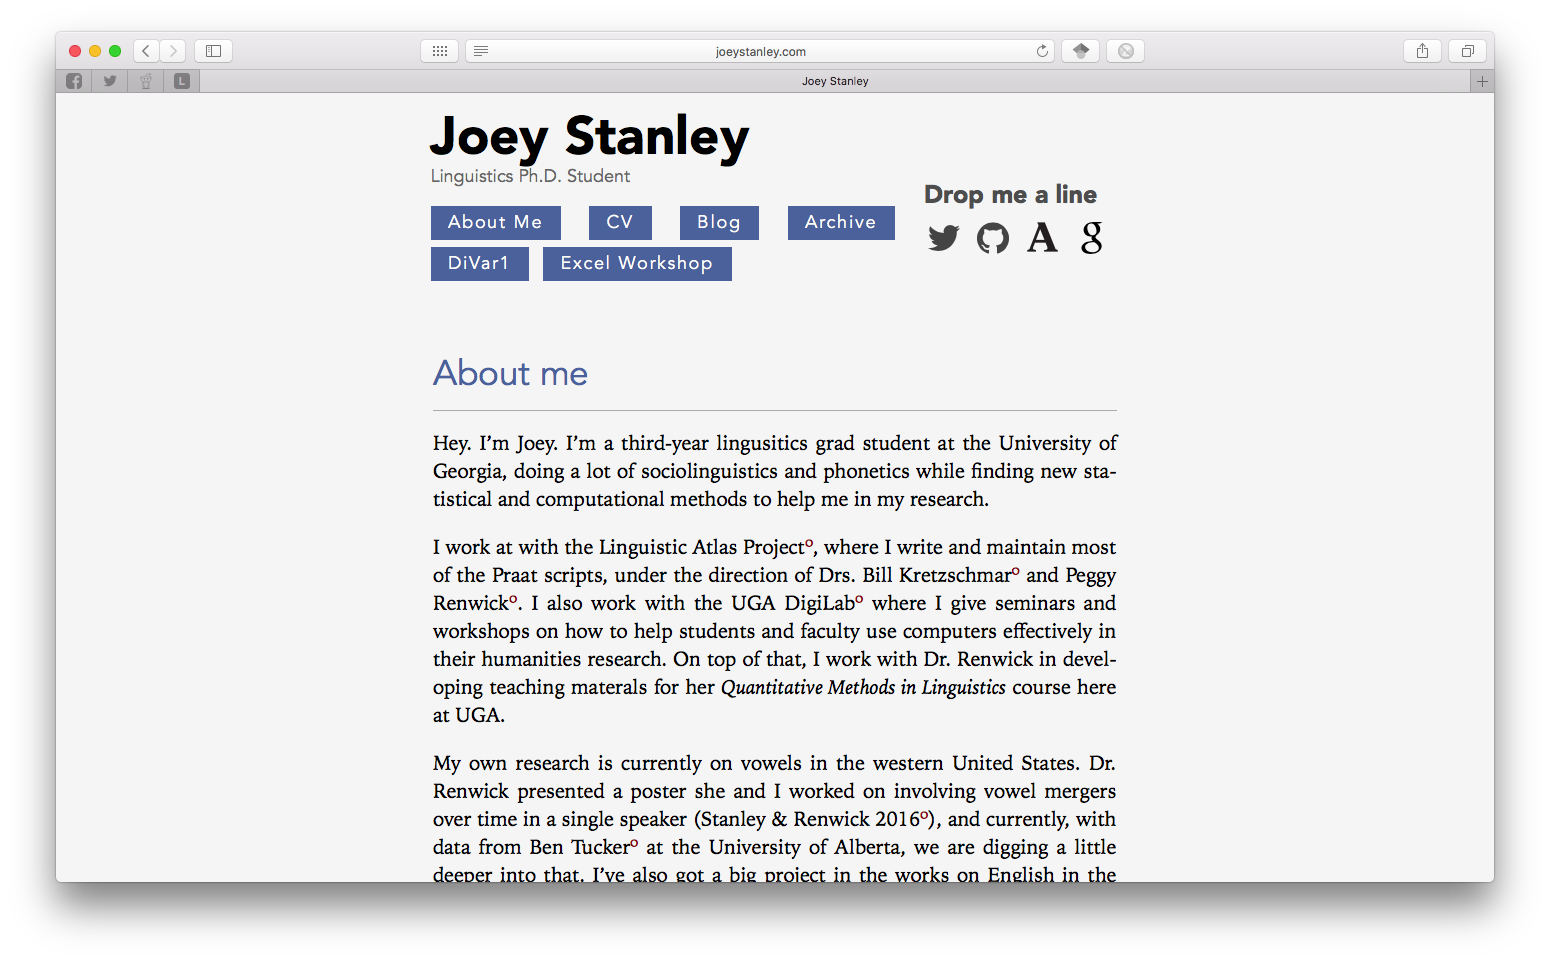 joeystanley.com
Joey Stanley
Joey Stanley
Linguistics Ph.D. Student
Drop me a line
About Me CV Blog Archive
DiVar1 Excel Workshop
About me
Hey. I’m Joey. I’m a third-year lingusitics grad student at the University of
Georgia, doing a lot of sociolinguistics and phonetics while finding new sta-
tistical and computational methods to help me in my research.
I work at with the Linguistic Atlas Project°, where I write and maintain most
of the Praat scripts, under the direction of Drs. Bill Kretzschmar° and Peggy
Renwick°. I also work with the UGA DigiLab° where I give seminars and
workshops on how to help students and faculty use computers effectively in
their humanities research. On top of that, I work with Dr. Renwick in devel-
oping teaching materals for her Quantitative Methods in Linguistics course here
at UGA.
My own research is currently on vowels in the western United States. Dr.
Renwick presented a poster she and I worked on involving vowel mergers
over time in a single speaker (Stanley & Renwick 2016°), and currently, with
data from Ben Tucker° at the University of Alberta, we are digging a little
deeper into that. I’ve also got a big project in the works on English in the